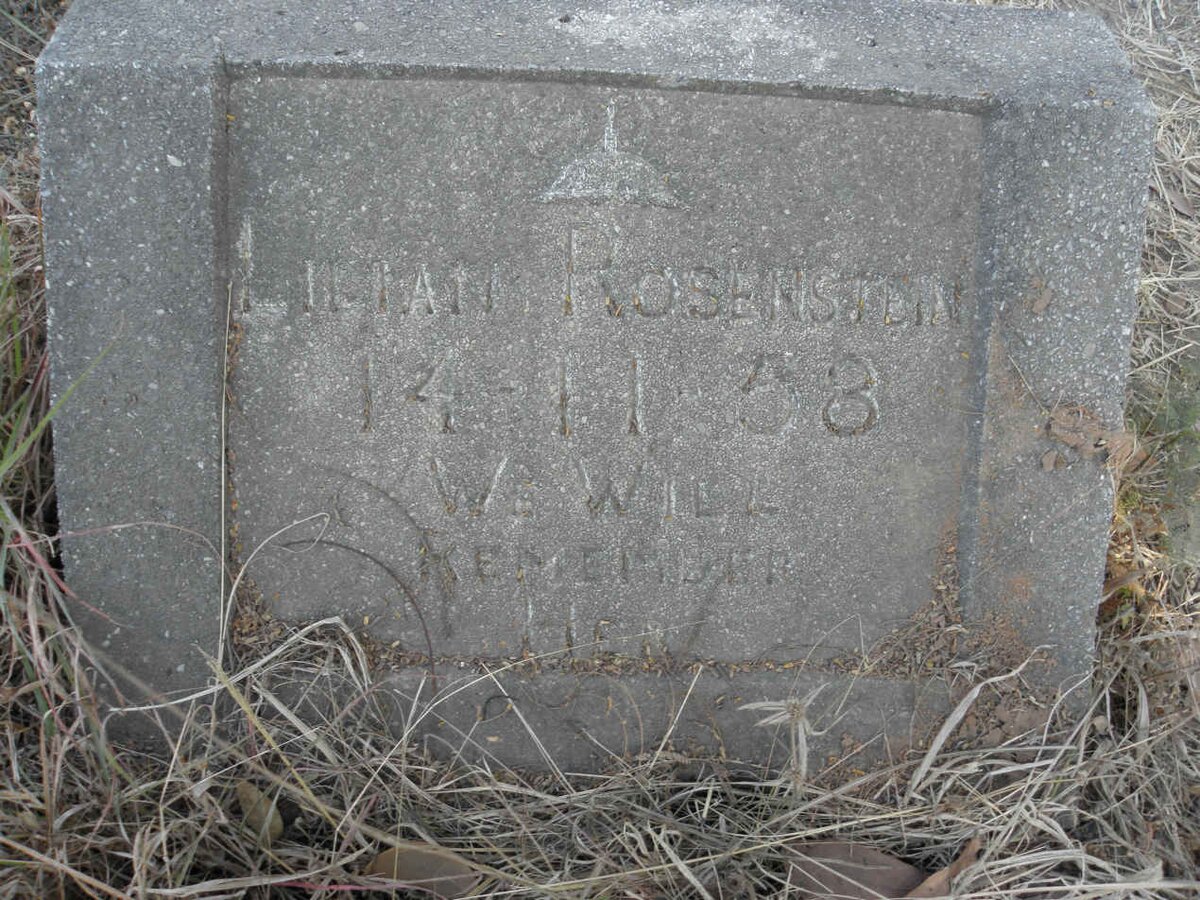 LILIAN ROSENSTEIN
14-11-68
WE WILL
REMEMBER